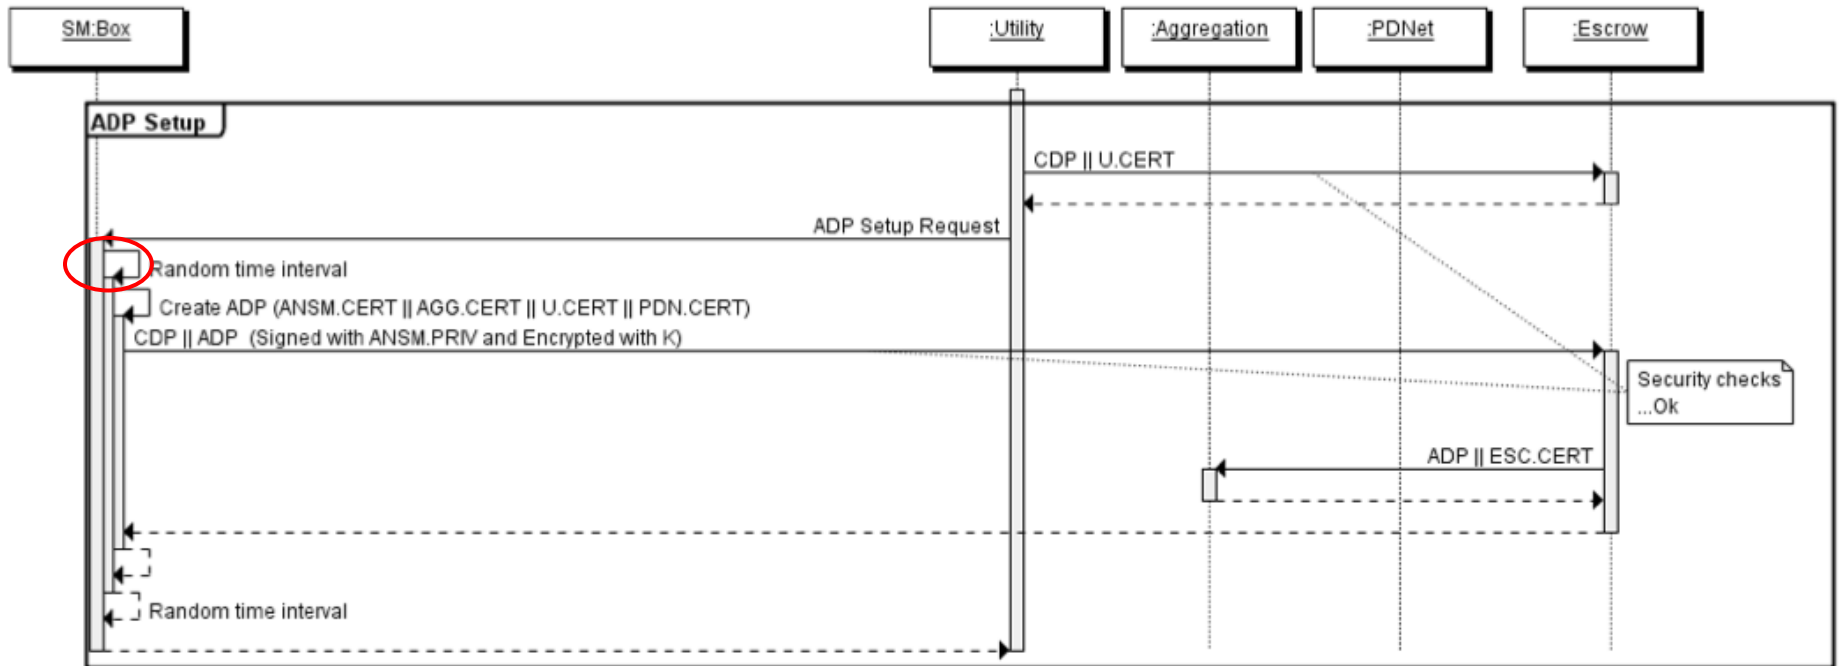 SM:Box
:Utility
:Aggregation
:PDNet
:Escrow
ADP Setup
CDP || U.CERT
ADP Setup Request
Random time interval
Create ADP (ANSM.CERT || AGG.CERT || U.CERT || PDN.CERT)
CDP || ADP (Signed with ANSM.PRIV and Encrypted with K)
Security checks
...Ok
ADP || ESC.CERT
Random time interval